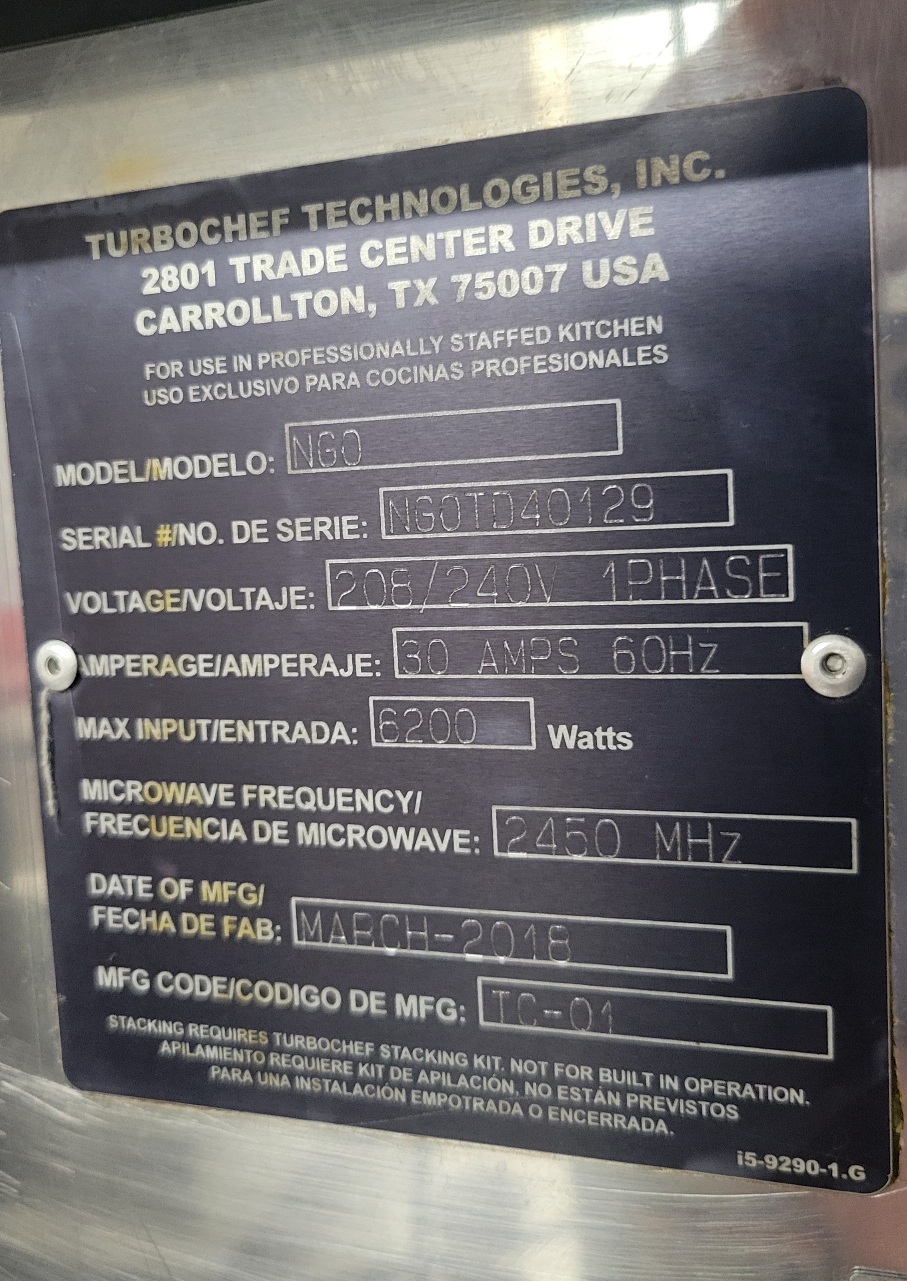 TURBOCHEF TECHNOLOGIES, INC.
2801 TRADE CENTER DRIVE
CARROLLTON, TX 75007 USA
FOR USE IN PROFESSIONALLY STAFFED KITCHEN
USO EXCLUSIVO PARA COCINAS PROFESIONALES
MODEL/MODELO: NGO
SERIAL #/NO. DE SERIE: NGOTD40129
VOLTAGE/VOLTAJE: 208/240V 1PHASE
AMPERAGE/AMPERAJE: 30 AMPS 60Hz
MAX INPUT/ENTRADA: 6200 Watts
MICROWAVE FREQUENCY/
FRECUENCIA DE MICROWAVE: 2450 MHz
DATE OF MFG/
FECHA DE FAB: MARCH-2018
MFG CODE/CODIGO DE MFG: TC-01
STACKING REQUIRES TURBOCHEF STACKING KIT. NOT FOR BUILT IN OPERATION.
APILAMIENTO REQUIERE KIT DE APILACIÓN, NO ESTÁN PREVISTOS
PARA UNA INSTALACIÓN EMPOTRADA O ENCERRADA.
i5-9290-1.G